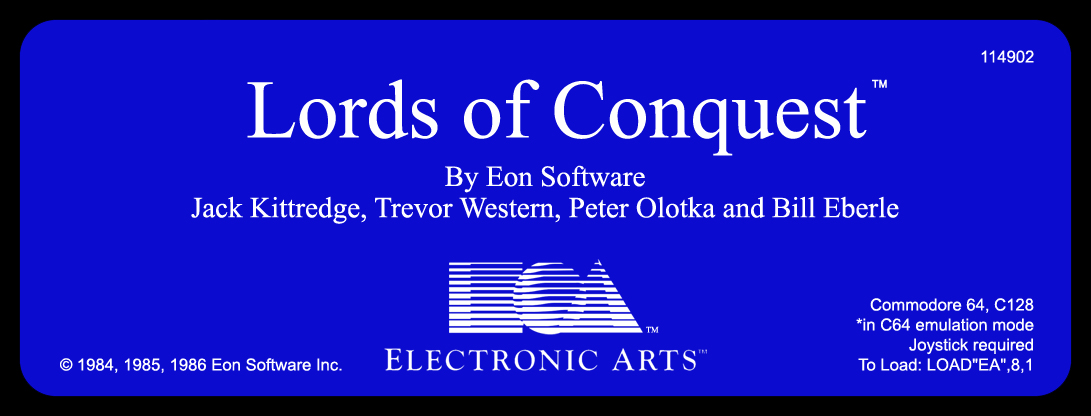 114902
Lords of Conquest™
By Eon Software
Jack Kittredge, Trevor Western, Peter Olotka and Bill Eberle
EOA™
ELECTRONIC ARTS™
© 1984, 1985, 1986 Eon Software Inc.
Commodore 64, C128
*in C64 emulation mode
Joystick required
To Load: LOAD"EA",8,1